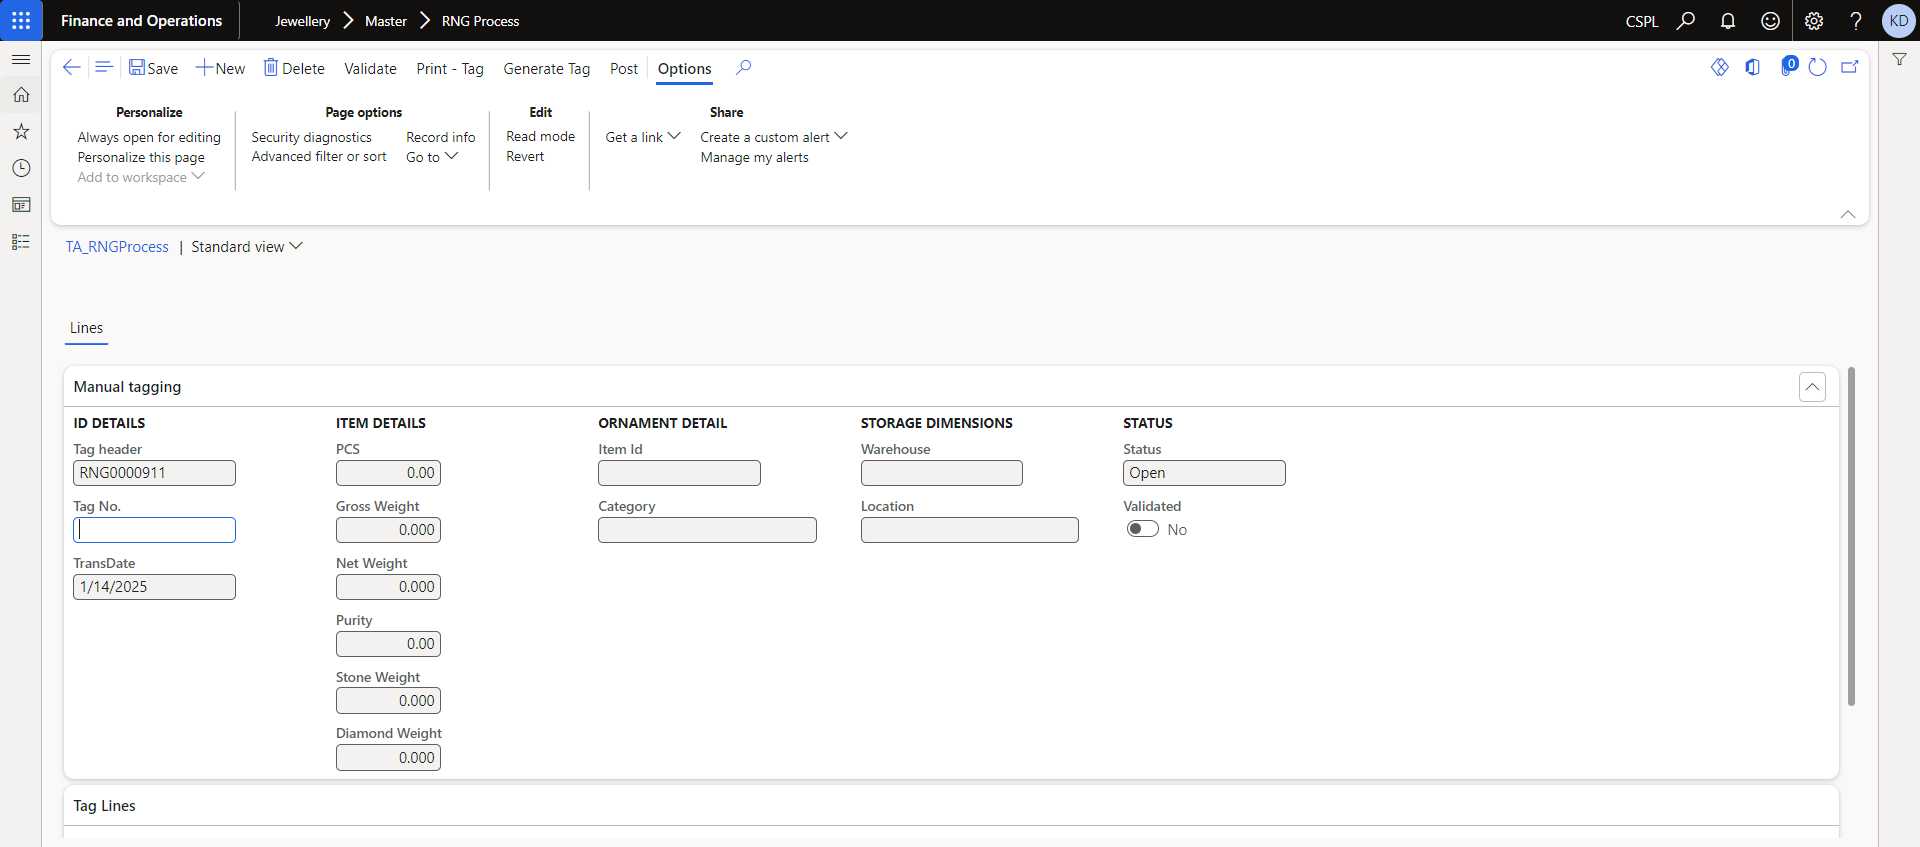 Finance and Operations
Jewellery > Master > RNG Process
CSPL
KD
Save
New
Delete
Validate
Print - Tag
Generate Tag
Post
Options
0
Personalize
Always open for editing
Personalize this page
Add to workspace
Page options
Security diagnostics
Advanced filter or sort
Record info
Go to
Edit
Read mode
Revert
Get a link
Share
Create a custom alert
Manage my alerts
TA_RNGProcess | Standard view
Lines
Manual tagging
ID DETAILS
Tag header
RNG0000911
Tag No.
TransDate
1/14/2025
ITEM DETAILS
PCS
0.00
Gross Weight
0.000
Net Weight
0.000
Purity
0.00
Stone Weight
0.000
Diamond Weight
0.000
ORNAMENT DETAIL
Item Id
Category
STORAGE DIMENSIONS
Warehouse
Location
STATUS
Status
Open
Validated
No
Tag Lines